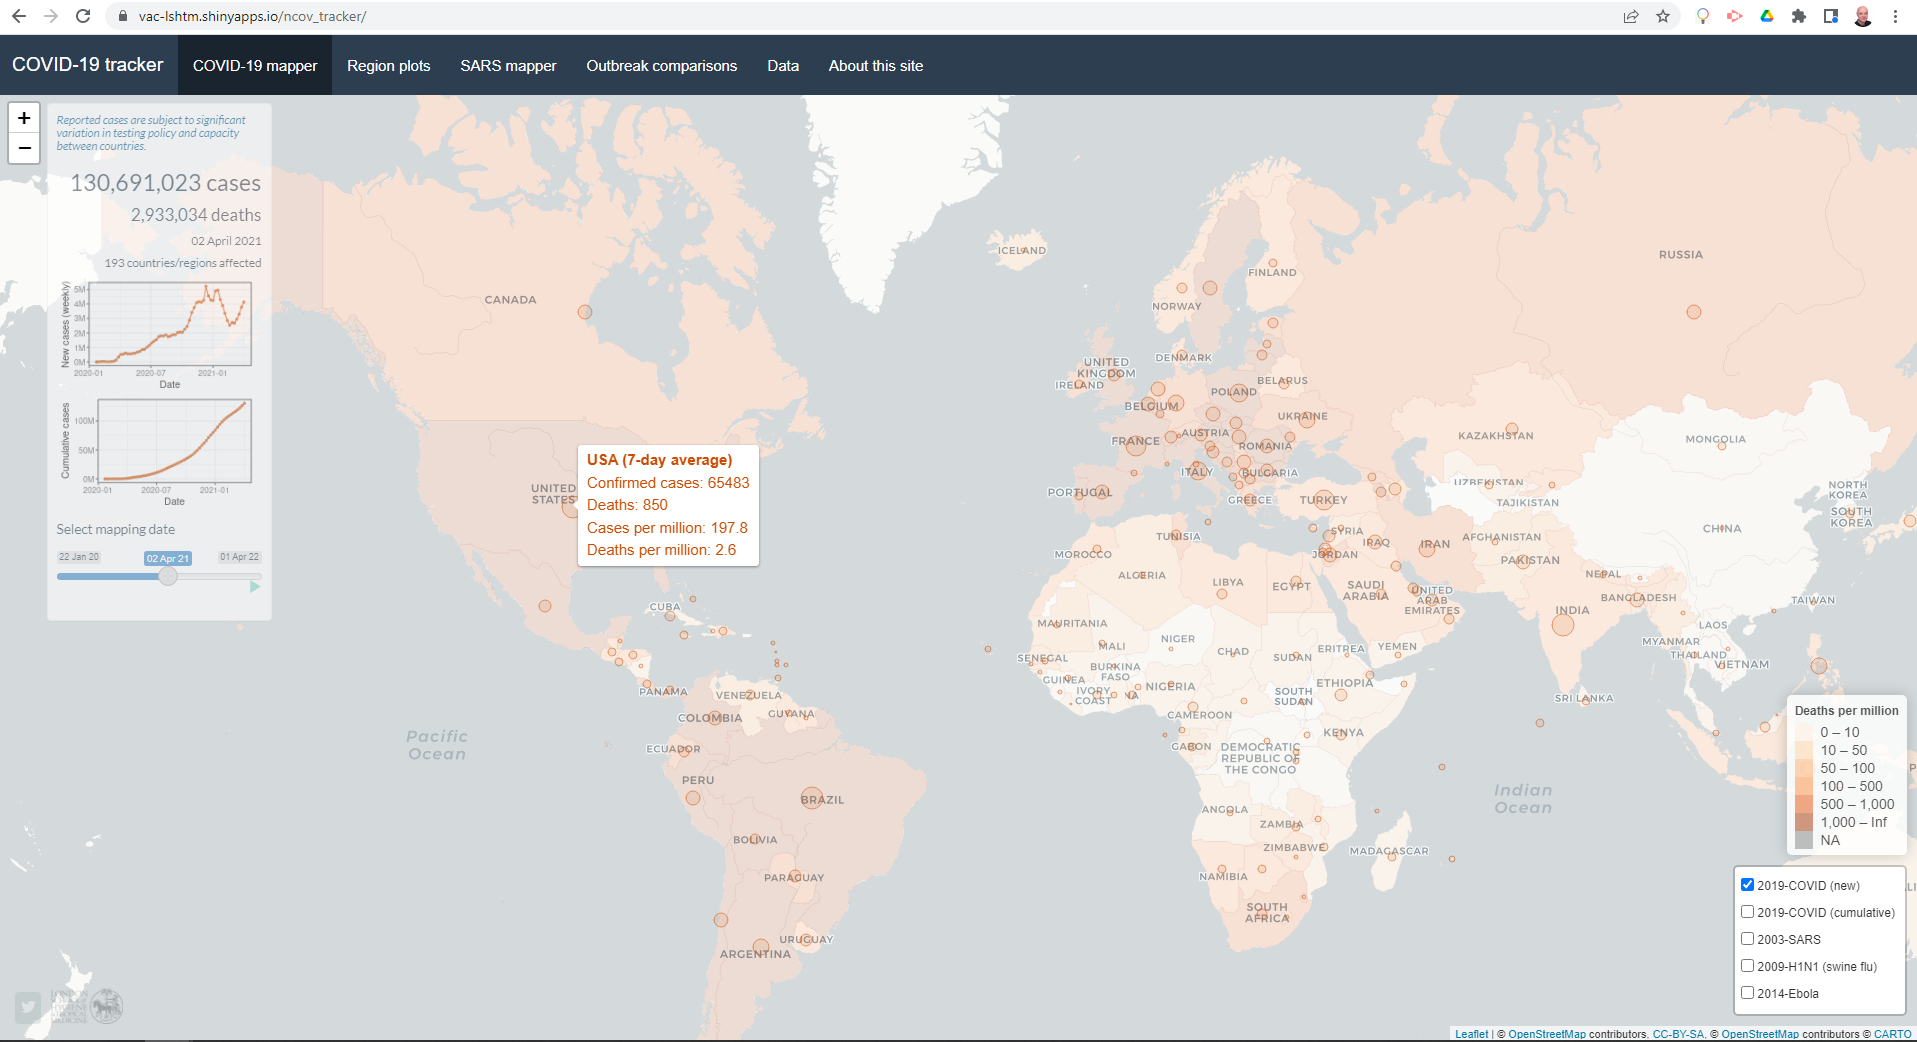 vac-lshtm.shinyapps.io/ncov_tracker/
COVID-19 tracker
COVID-19 mapper
Region plots
SARS mapper
Outbreak comparisons
Data
About this site
+
−
Reported cases are subject to significant
variation in testing policy and capacity
between countries.
130,691,023 cases
2,933,034 deaths
02 April 2021
193 countries/regions affected
New cases (weekly)
5M
4M
3M
2M
1M
0M
2020-01
2020-07
2021-01
Date
Cumulative cases
100M
50M
0M
2020-01
2020-07
2021-01
Date
Select mapping date
22 Jan 20
02 Apr 21
01 Apr 22
USA (7-day average)
Confirmed cases: 65483
Deaths: 850
Cases per million: 197.8
Deaths per million: 2.6
CANADA
UNITED
STATES
CUBA
PANAMA
VENEZUELA
GUYANA
COLOMBIA
ECUADOR
PERU
BRAZIL
BOLIVIA
PARAGUAY
URUGUAY
ARGENTINA
Pacific
Ocean
ICELAND
NORWAY
FINLAND
RUSSIA
DENMARK
UNITED
KINGDOM
IRELAND
BELGIUM
POLAND
BELARUS
UKRAINE
FRANCE
AUSTRIA
ROMANIA
ITALY
BULGARIA
PORTUGAL
GREECE
TURKEY
KAZAKHSTAN
MONGOLIA
UZBEKISTAN
TAJIKISTAN
CHINA
NORTH
KOREA
SOUTH
KOREA
TUNISIA
MOROCCO
ALGERIA
LIBYA
EGYPT
SYRIA
IRAQ
JORDAN
IRAN
AFGHANISTAN
PAKISTAN
SAUDI
ARABIA
UNITED
ARAB
EMIRATES
NEPAL
BANGLADESH
INDIA
TAIWAN
LAOS
MYANMAR
THAILAND
VIETNAM
SRI LANKA
MAURITANIA
MALI
NIGER
CHAD
SUDAN
ERITREA
YEMEN
SENEGAL
BURKINA
FASO
GUINEA
IVORY
COAST
NA
NIGERIA
SOUTH
SUDAN
ETHIOPIA
CAMEROON
GABON
DEMOCRATIC
REPUBLIC OF
THE CONGO
KENYA
ANGOLA
ZAMBIA
ZIMBABWE
MADAGASCAR
NAMIBIA
SOUTH
AFRICA
Indian
Ocean
Deaths per million
0 – 10
10 – 50
50 – 100
100 – 500
500 – 1,000
1,000 – Inf
NA
2019-COVID (new)
2019-COVID (cumulative)
2003-SARS
2009-H1N1 (swine flu)
2014-Ebola
Leaflet | © OpenStreetMap contributors, CC-BY-SA, © OpenStreetMap contributors © CARTO